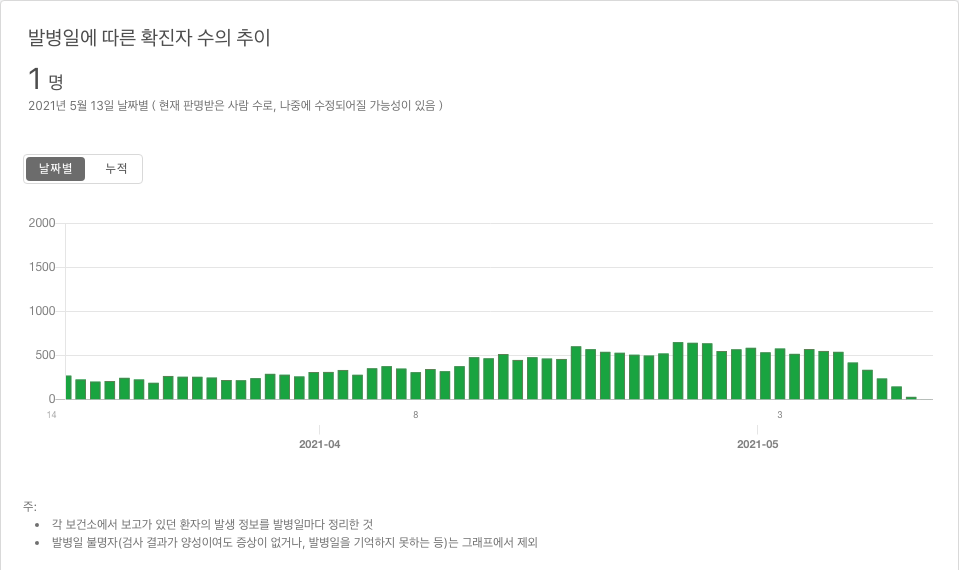 발병일에 따른 확진자 수의 추이
1 명
2021년 5월 13일 날짜별 ( 현재 판명받은 사람 수로, 나중에 수정되어질 가능성이 있음 )
날짜별 누적
2000
1500
1000
500
0
14 8 3
2021-04 2021-05
주:
• 각 보건소에서 보고가 있던 환자의 발생 정보를 발병일마다 정리한 것
• 발병일 불명자(검사 결과가 양성이여도 증상이 없거나, 발병일을 기억하지 못하는 등)는 그래프에서 제외